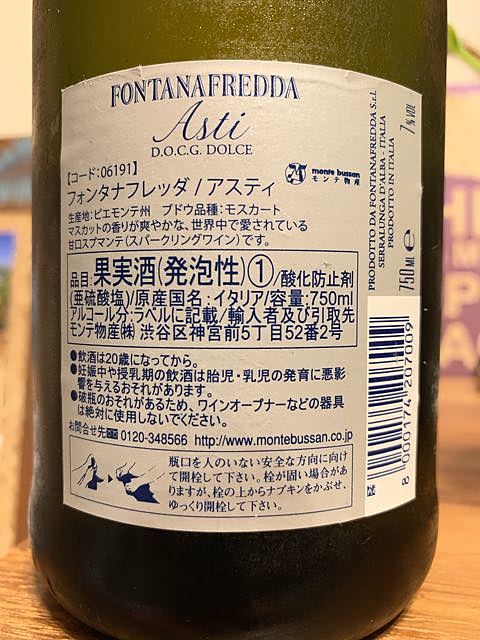 FONTANAFREDDA
Asti
D.O.C.G. DOLCE
【コード:06191】
フォンタナフレッダ/アスティ
monte bussan
モンテ物産
生産地:ピエモンテ州 ブドウ品種:モスカート
マスカットの香りが爽やかな、世界中で愛されている
甘口スプマンテ(スパークリングワイン)です。
品目:果実酒(発泡性)①/酸化防止剤
(亜硫酸塩)/原産国名:イタリア/容量:750ml
アルコール分:ラベルに記載/輸入者及び引取先
モンテ物産㈱ 渋谷区神宮前5丁目52番2号
●飲酒は20歳になってから。
●妊娠中や授乳期の飲酒は胎児・乳児の発育に悪影
響を与えるおそれがあります。
●破瓶のおそれがあるため、ワインオープナーなどの器具
は絶対に使用しないでください。
お問合せ先 0120-348566 http://www.montebussan.co.jp
瓶口を人のいない安全な方向に向け
て開栓して下さい。栓が固い場合があ
りますが、栓の上からナプキンをかぶせ、
ゆっくり開栓して下さい。
PRODOTTO DA FONTANAFREDDA S.r.l.
SERRALUNGA D'ALBA - ITALIA
PRODOTTO IN ITALIA
7% VOL
750 ml e
8 000174 207009